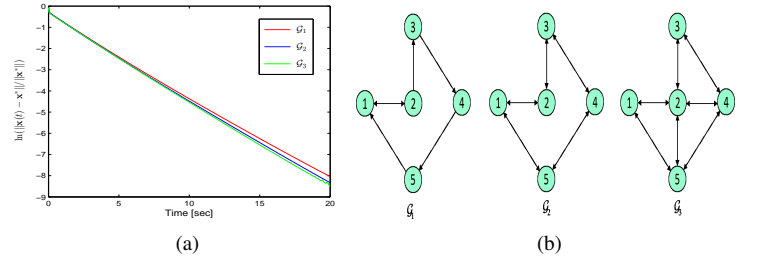 ln(||x(t) − x*||/||x*||)
0
−1
−2
−3
−4
−5
−6
−7
−8
−9
0 5 10 15 20
Time [sec]
𝒢₁
𝒢₂
𝒢₃
(a)
3
1 2 4
5
𝒢₁
3
1 2 4
5
𝒢₂
3
1 2 4
5
𝒢₃
(b)